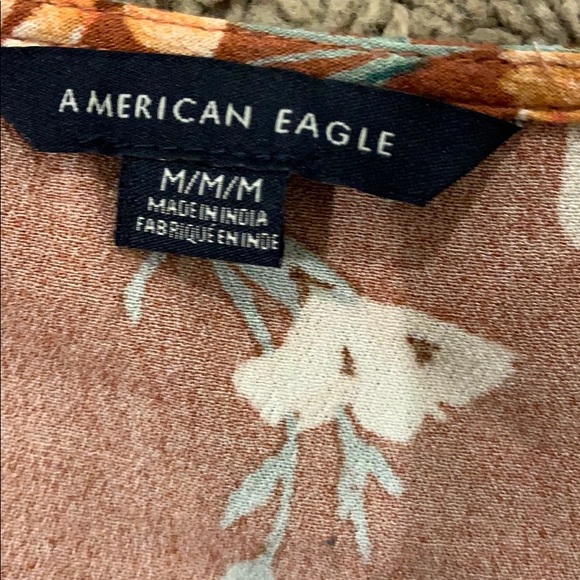 AMERICAN EAGLE
M/M/M
MADE IN INDIA
FABRIQUÉ EN INDE